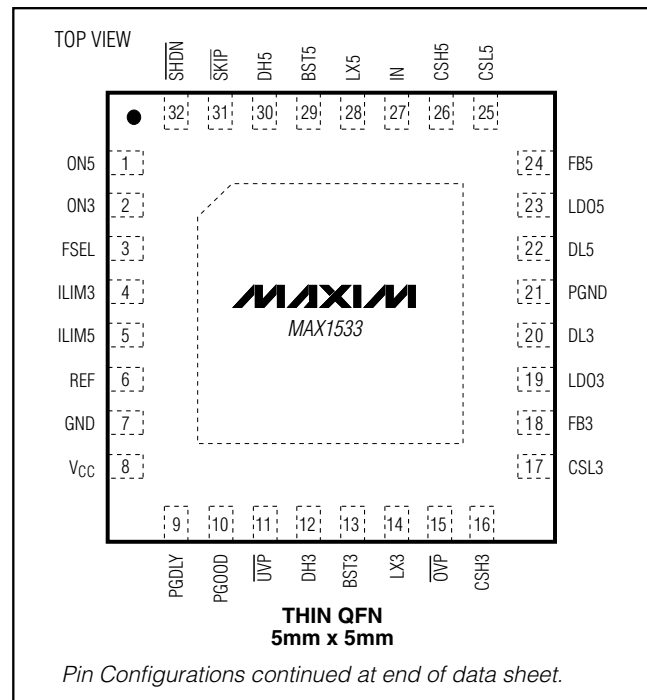 TOP VIEW
SHDN
SKIP
DH5
BST5
LX5
IN
CSH5
CSL5
32 31 30 29 28 27 26 25
ON5 1
ON3 2
FSEL 3
ILIM3 4
ILIM5 5
REF 6
GND 7
VCC 8
24 FB5
23 LDO5
22 DL5
21 PGND
20 DL3
19 LDO3
18 FB3
17 CSL3
MAXIM
MAX1533
9 10 11 12 13 14 15 16
PGDLY
PGOOD
UVP
DH3
BST3
LX3
OVP
CSH3
THIN QFN
5mm x 5mm
Pin Configurations continued at end of data sheet.